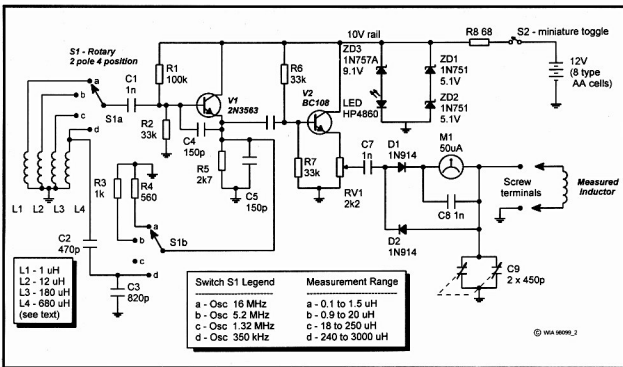 S1 - Rotary
2 pole 4 position
a
b
c
d
S1a
C1
1n
R1
100k
R2
33k
C4
150p
V1
2N3563
R5
2k7
C5
150p
10V rail
R6
33k
V2
BC108
R7
33k
RV1
2k2
ZD3
1N757A
9.1V
LED
HP4860
ZD1
1N751
5.1V
ZD2
1N751
5.1V
R8 68
S2 - miniature toggle
12V
(8 type
AA cells)
C7
1n
D1
1N914
M1
50uA
C8 1n
D2
1N914
Screw
terminals
Measured
Inductor
C9
2 x 450p
L1
L2
L3
L4
R3
1k
R4
560
a
b
c
d
S1b
C2
470p
C3
820p
L1 - 1 uH
L2 - 12 uH
L3 - 180 uH
L4 - 680 uH
(see text)
Switch S1 Legend
a - Osc 16 MHz
b - Osc 5.2 MHz
c - Osc 1.32 MHz
d - Osc 350 kHz
Measurement Range
a - 0.1 to 1.5 uH
b - 0.9 to 20 uH
c - 18 to 250 uH
d - 240 to 3000 uH
© WIA 98099_2